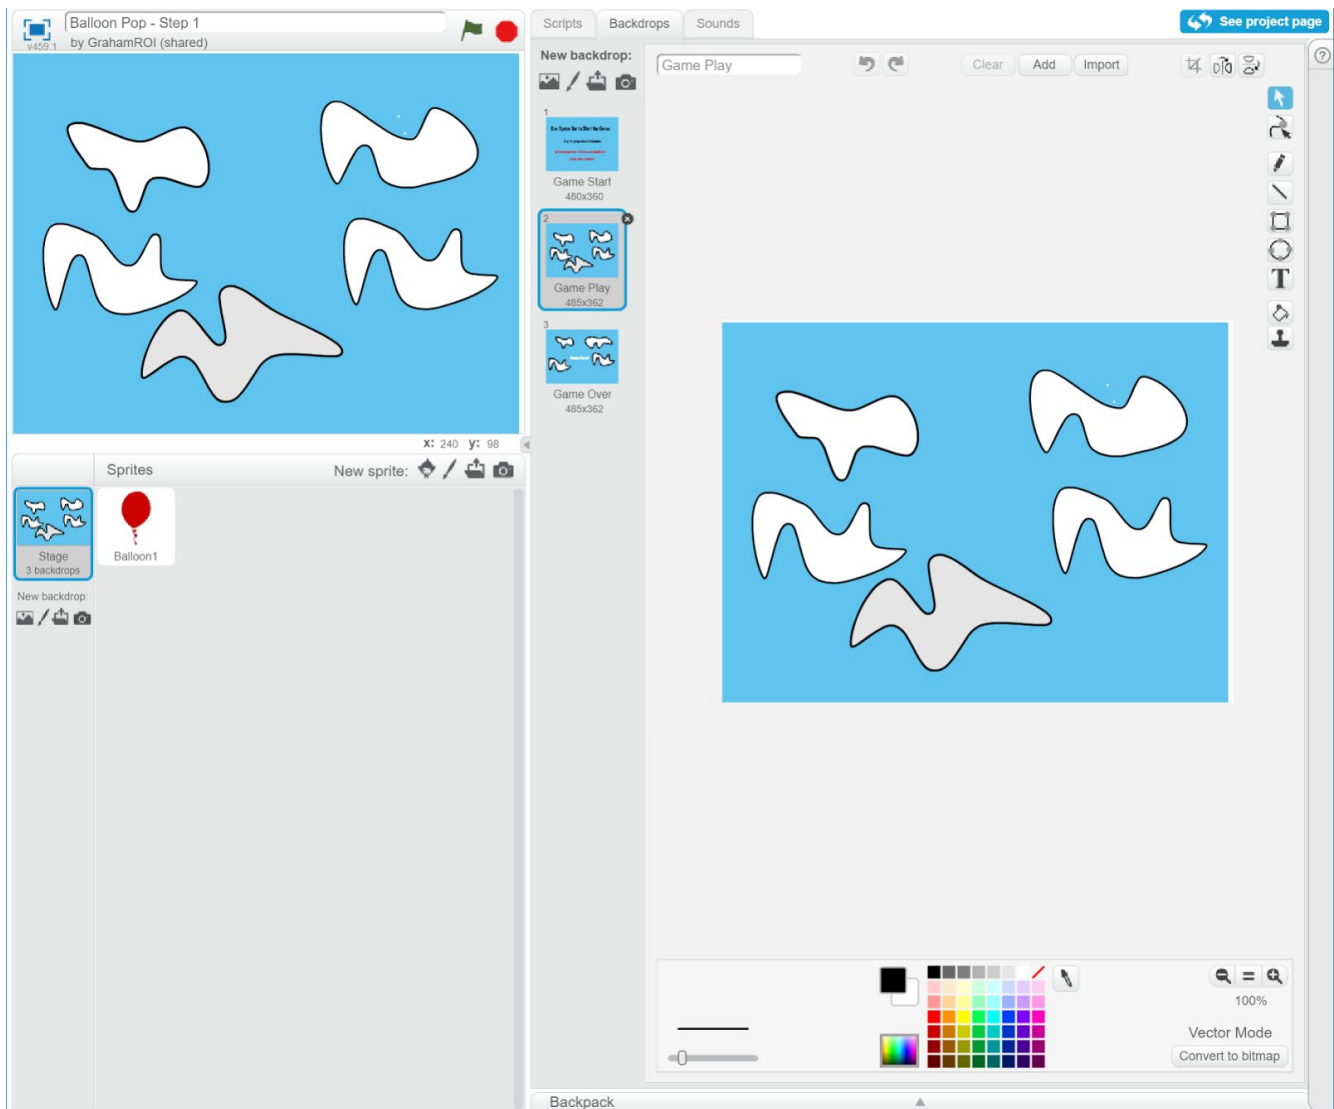 Balloon Pop - Step 1
by GrahamROI (shared)
v459.1
Scripts
Backdrops
Sounds
See project page
New backdrop:
Game Play
Clear
Add
Import
1
Game Start
480x360
2
Game Play
485x362
3
Game Over
485x362
x: 240 y: 98
Sprites
New sprite:
Stage
3 backdrops
Balloon1
New backdrop:
T
100%
Vector Mode
Convert to bitmap
Backpack